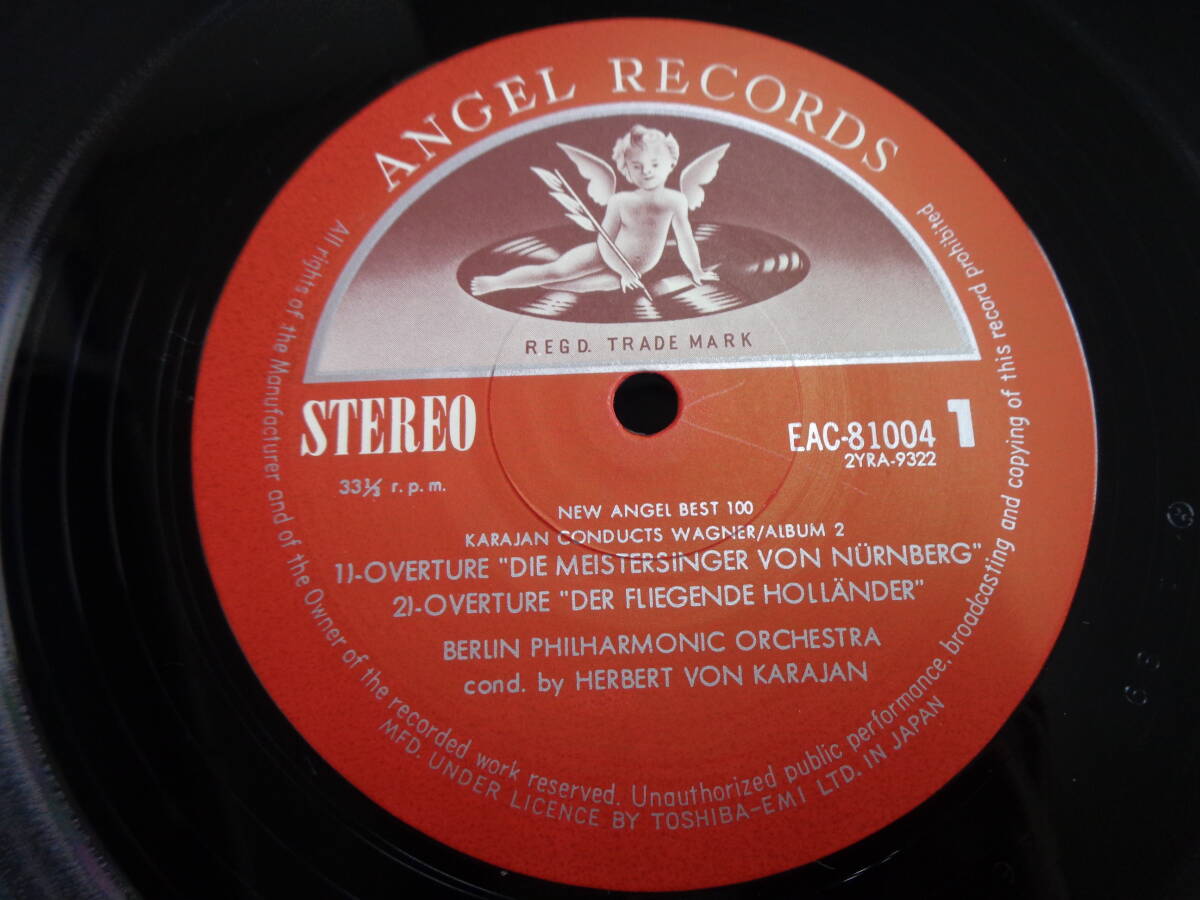 ANGEL RECORDS
REGD. TRADE MARK
STEREO
EAC-81004 1
2YRA-9322
33⅓ r.p.m.
NEW ANGEL BEST 100
KARAJAN CONDUCTS WAGNER/ALBUM 2
1)-OVERTURE "DIE MEISTERSiNGER VON NÜRNBERG"
2)-OVERTURE "DER FLIEGENDE HOLLÄNDER"
BERLIN PHILHARMONIC ORCHESTRA
cond. by HERBERT VON KARAJAN
All rights of the Manufacturer and of the Owner of the recorded work reserved. Unauthorized public performance, broadcasting and copying of this record prohibited
MFD. UNDER LICENCE BY TOSHIBA-EMI LTD. IN JAPAN